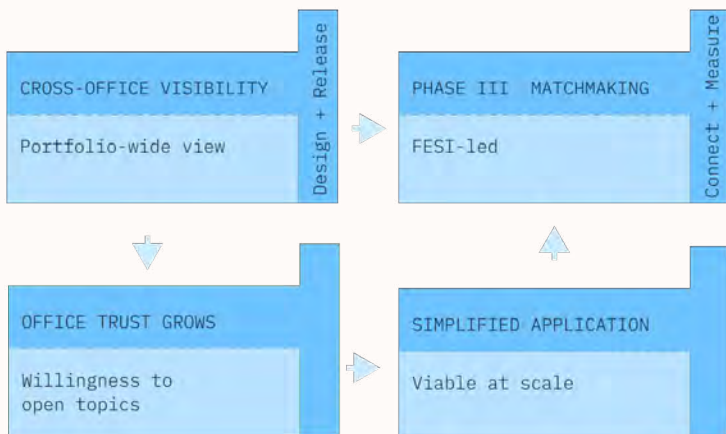 CROSS-OFFICE VISIBILITY
Portfolio-wide view
Design + Release
PHASE III MATCHMAKING
FESI-led
Connect + Measure
OFFICE TRUST GROWS
Willingness to
open topics
SIMPLIFIED APPLICATION
Viable at scale